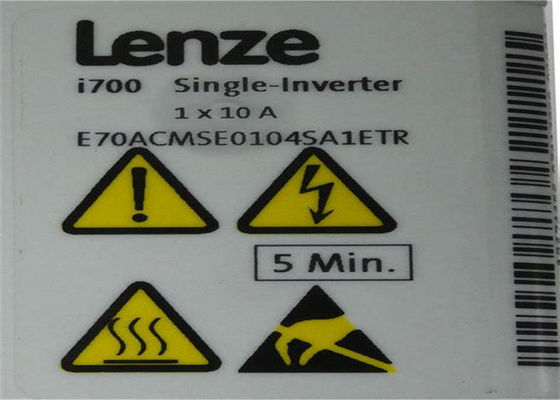 Lenze
i700 Single-Inverter
1 x 10 A
E70ACMSE0104SA1ETR
5 Min.